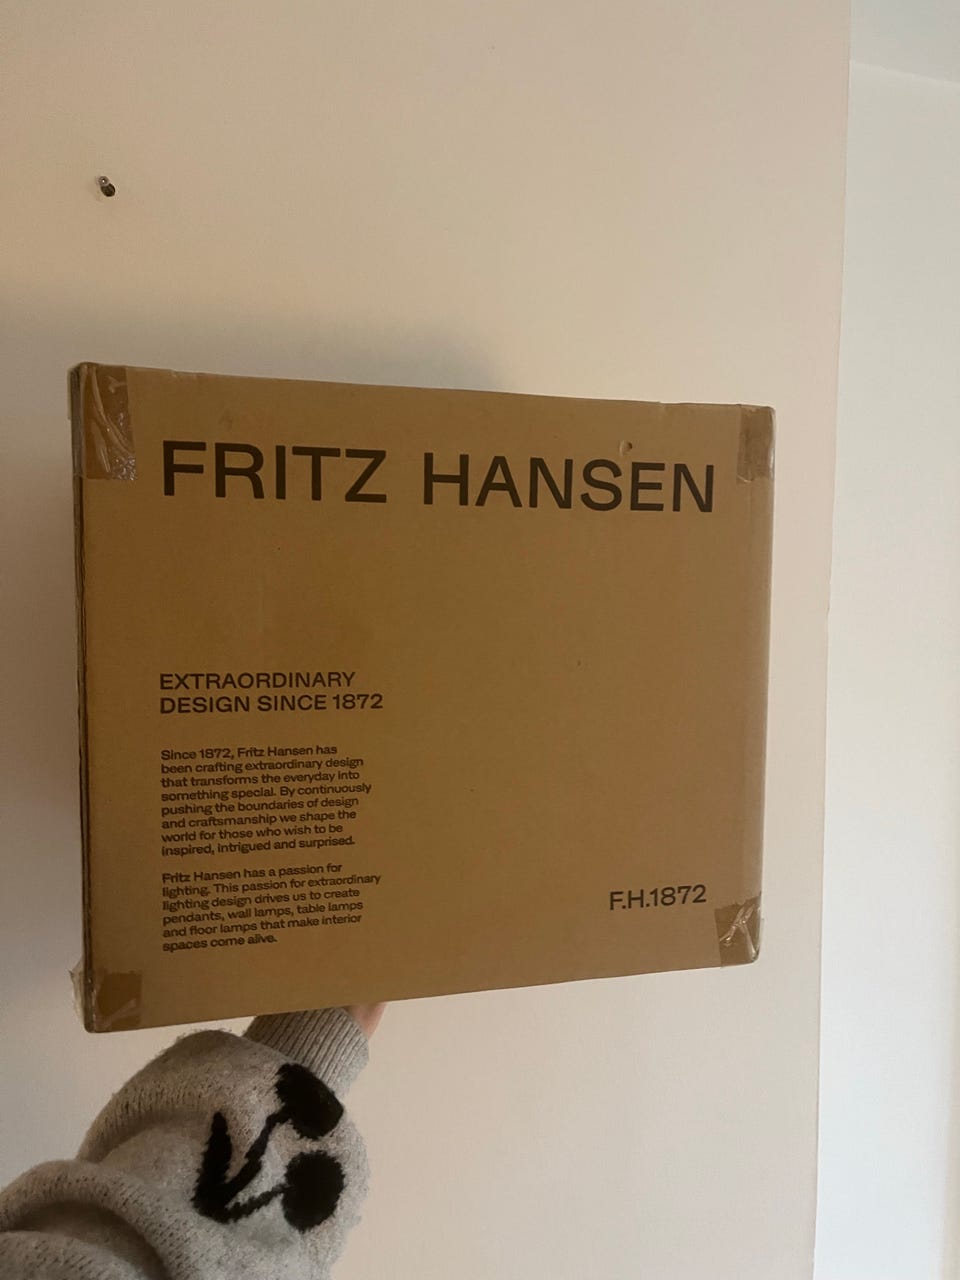 FRITZ HANSEN
EXTRAORDINARY
DESIGN SINCE 1872
Since 1872, Fritz Hansen has
been crafting extraordinary design
that transforms the everyday into
something special. By continuously
pushing the boundaries of design
and craftsmanship we shape the
world for those who wish to be
inspired, intrigued and surprised.
Fritz Hansen has a passion for
lighting. This passion for extraordinary
lighting design drives us to create
pendants, wall lamps, table lamps
and floor lamps that make interior
spaces come alive.
F.H.1872